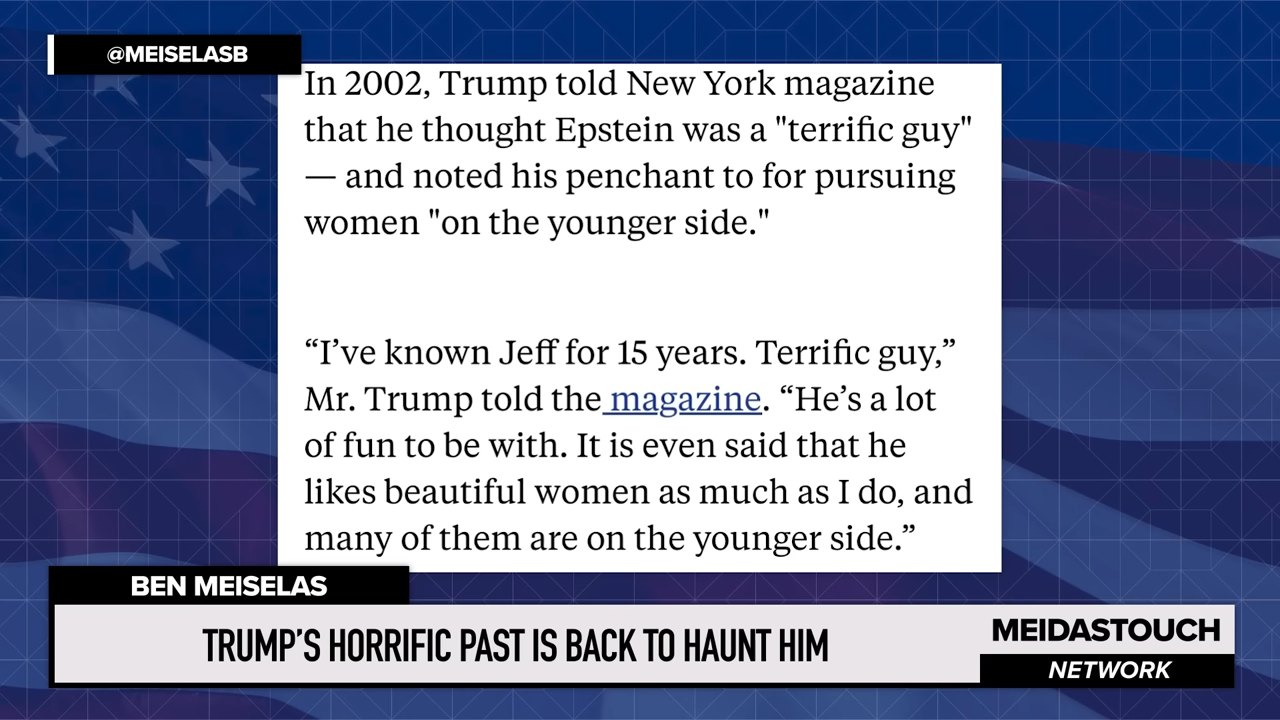 @MEISELASB
In 2002, Trump told New York magazine
that he thought Epstein was a "terrific guy"
— and noted his penchant to for pursuing
women "on the younger side."
“I’ve known Jeff for 15 years. Terrific guy,”
Mr. Trump told the magazine. “He’s a lot
of fun to be with. It is even said that he
likes beautiful women as much as I do, and
many of them are on the younger side.”
BEN MEISELAS
TRUMP’S HORRIFIC PAST IS BACK TO HAUNT HIM
MEIDASTOUCH
NETWORK